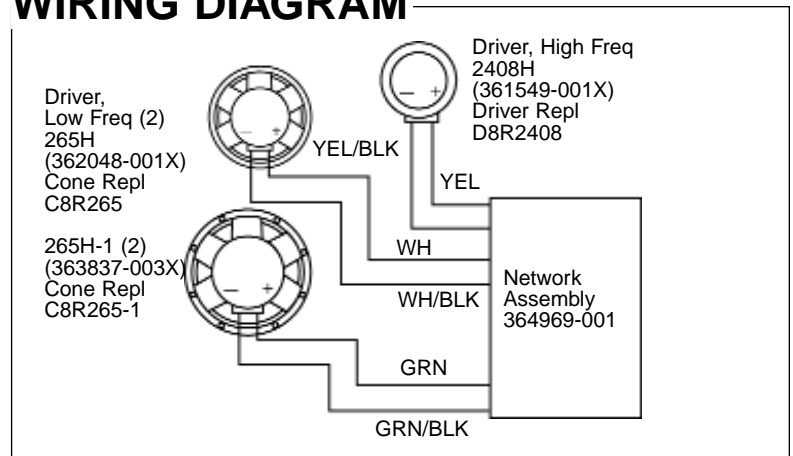 WIRING DIAGRAM
Driver, High Freq
2408H
(361549-001X)
Driver Repl
D8R2408
Driver,
Low Freq (2)
265H
(362048-001X)
Cone Repl
C8R265
265H-1 (2)
(363837-003X)
Cone Repl
C8R265-1
– +
– +
– +
YEL/BLK
YEL
WH
WH/BLK
GRN
GRN/BLK
Network
Assembly
364969-001